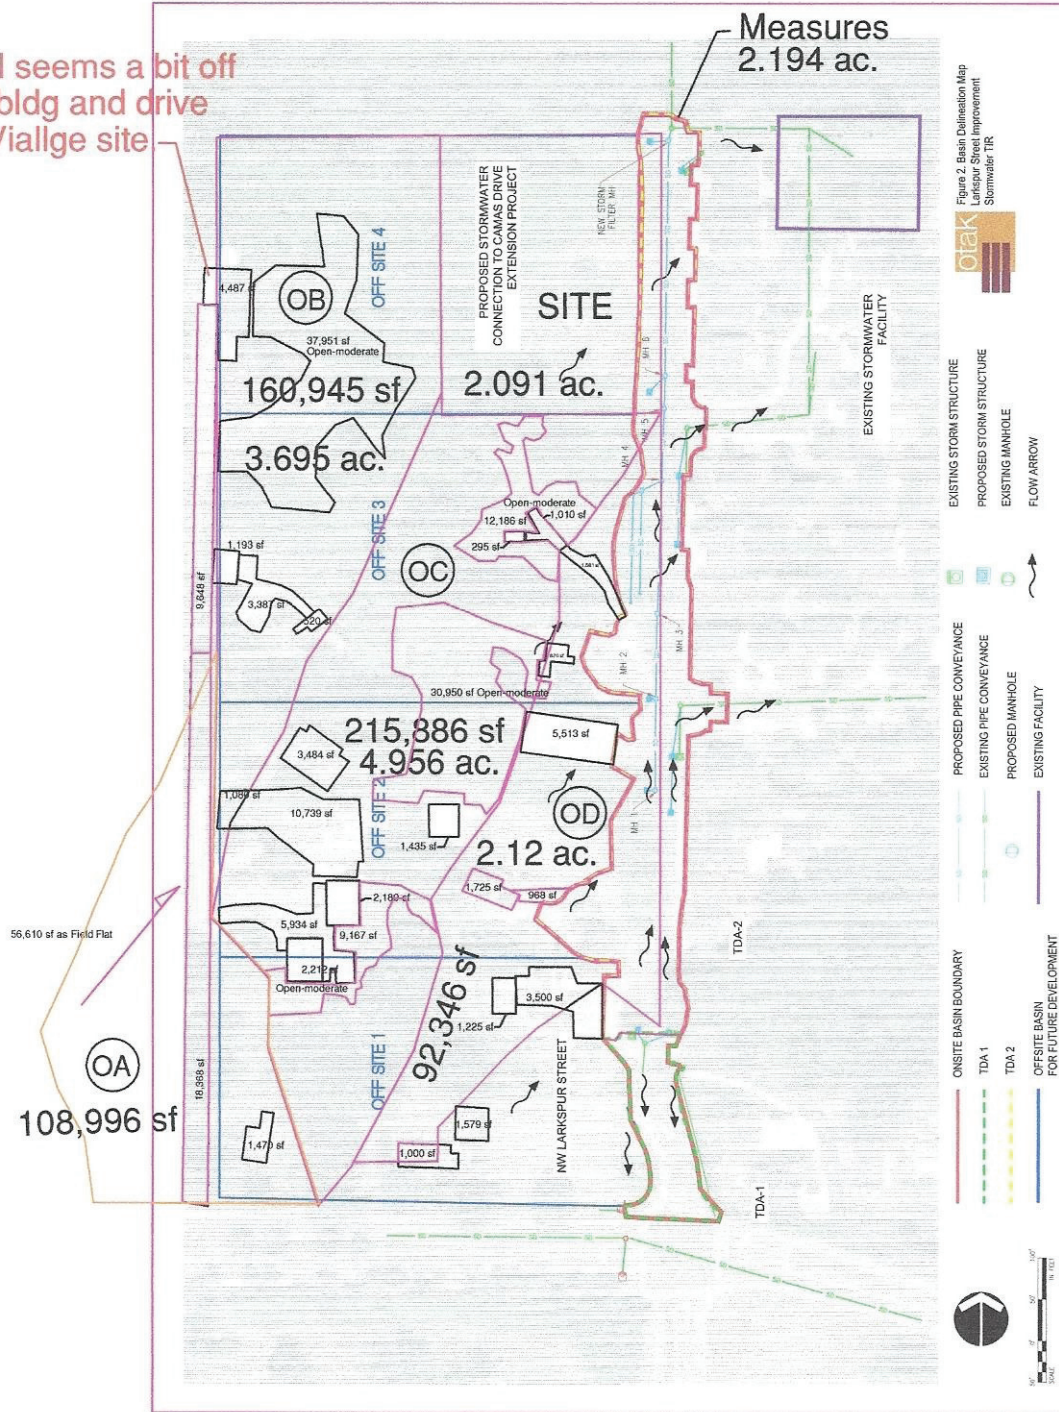 Measures
2.194 ac.
l seems a bit off
bldg and drive
Viallge site
PROPOSED STORMWATER
CONNECTION TO CAMAS DRIVE
EXTENSION PROJECT
NEW STORM
FILTER MH
4,487 sf
OB
OFF SITE 4
37,951 sf
Open-moderate
SITE
160,945 sf
2.091 ac.
3.695 ac.
MH 6
MH 5
MH 4
EXISTING STORMWATER
FACILITY
Open-moderate
12,186 sf
1,010 sf
295 sf
1,193 sf
OFF SITE 3
OC
9,648 sf
3,387 sf
520 sf
MH 2
MH 3
30,950 sf Open-moderate
215,886 sf
4.956 ac.
5,513 sf
3,484 sf
1,080 sf
10,739 sf
OFF SITE 2
1,435 sf
OD
MH 1
2.12 ac.
1,725 sf
968 sf
2,180 sf
5,934 sf
9,167 sf
56,610 sf as Field Flat
2,212 sf
Open-moderate
TDA-2
92,346 sf
3,500 sf
1,225 sf
OFF SITE 1
NW LARKSPUR STREET
OA
18,368 sf
108,996 sf
1,470 sf
1,579 sf
1,000 sf
TDA-1
Figure 2. Basin Delineation Map
Larkspur Street Improvement
Stormwater TIR
otak
ONSITE BASIN BOUNDARY
TDA 1
TDA 2
OFFSITE BASIN
FOR FUTURE DEVELOPMENT
PROPOSED PIPE CONVEYANCE
EXISTING PIPE CONVEYANCE
PROPOSED MANHOLE
EXISTING FACILITY
EXISTING STORM STRUCTURE
PROPOSED STORM STRUCTURE
EXISTING MANHOLE
FLOW ARROW
50' 0' 50' 100'
SCALE IN FEET